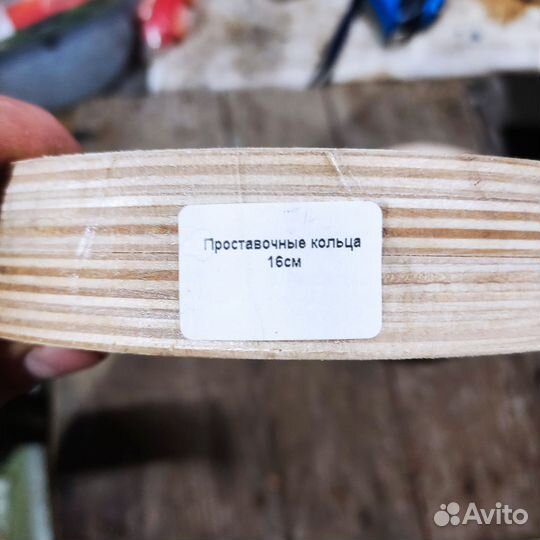 Проставочные кольца
16см
Avito